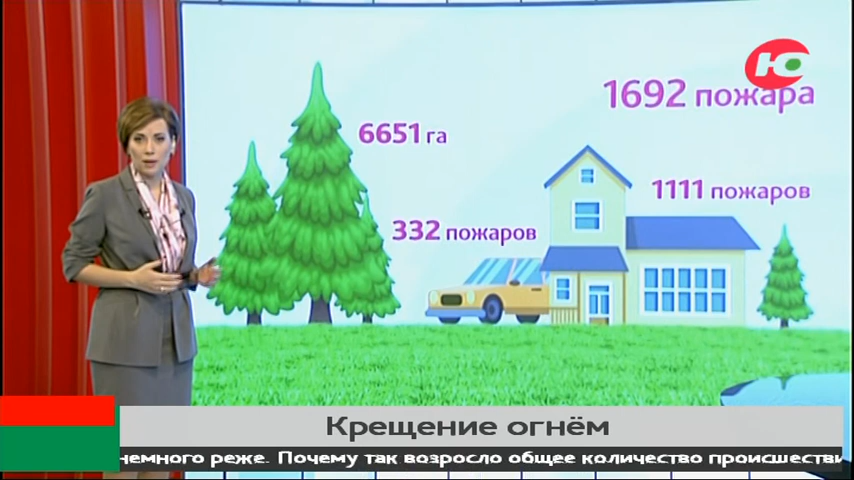 Ю
1692 пожара
6651 га
1111 пожаров
332 пожаров
Крещение огнём
немного реже. Почему так возросло общее количество происшестви